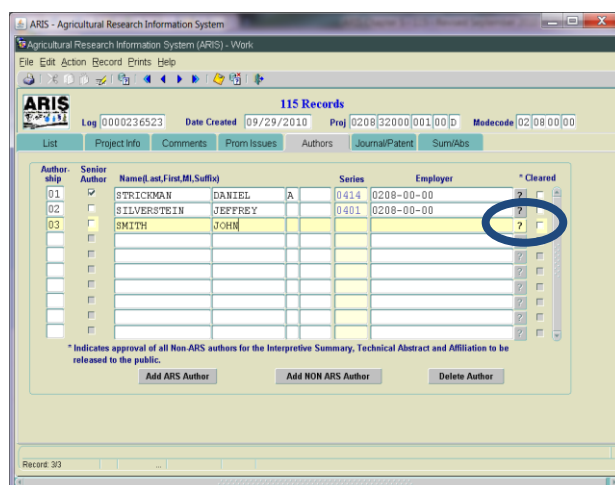 ARIS - Agricultural Research Information System
Agricultural Research Information System (ARIS) - Work
File Edit Action Record Prints Help
ARIS
115 Records
Log 0000236523 Date Created 09/29/2010 Proj 0208 32000 001 00 D Modecode 02 08 00 00
List Project Info Comments Prom Issues Authors Journal/Patent Sum/Abs
Author- ship Senior Author Name(Last,First,MI,Suffix) Series Employer * Cleared
01 STRICKMAN DANIEL A 0414 0208-00-00 ?
02 SILVERSTEIN JEFFREY 0401 0208-00-00 ?
03 SMITH JOHN ?
?
?
?
?
?
?
* Indicates approval of all Non-ARS authors for the Interpretive Summary, Technical Abstract and Affiliation to be
released to the public.
Add ARS Author Add NON ARS Author Delete Author
Record: 3/3 ...